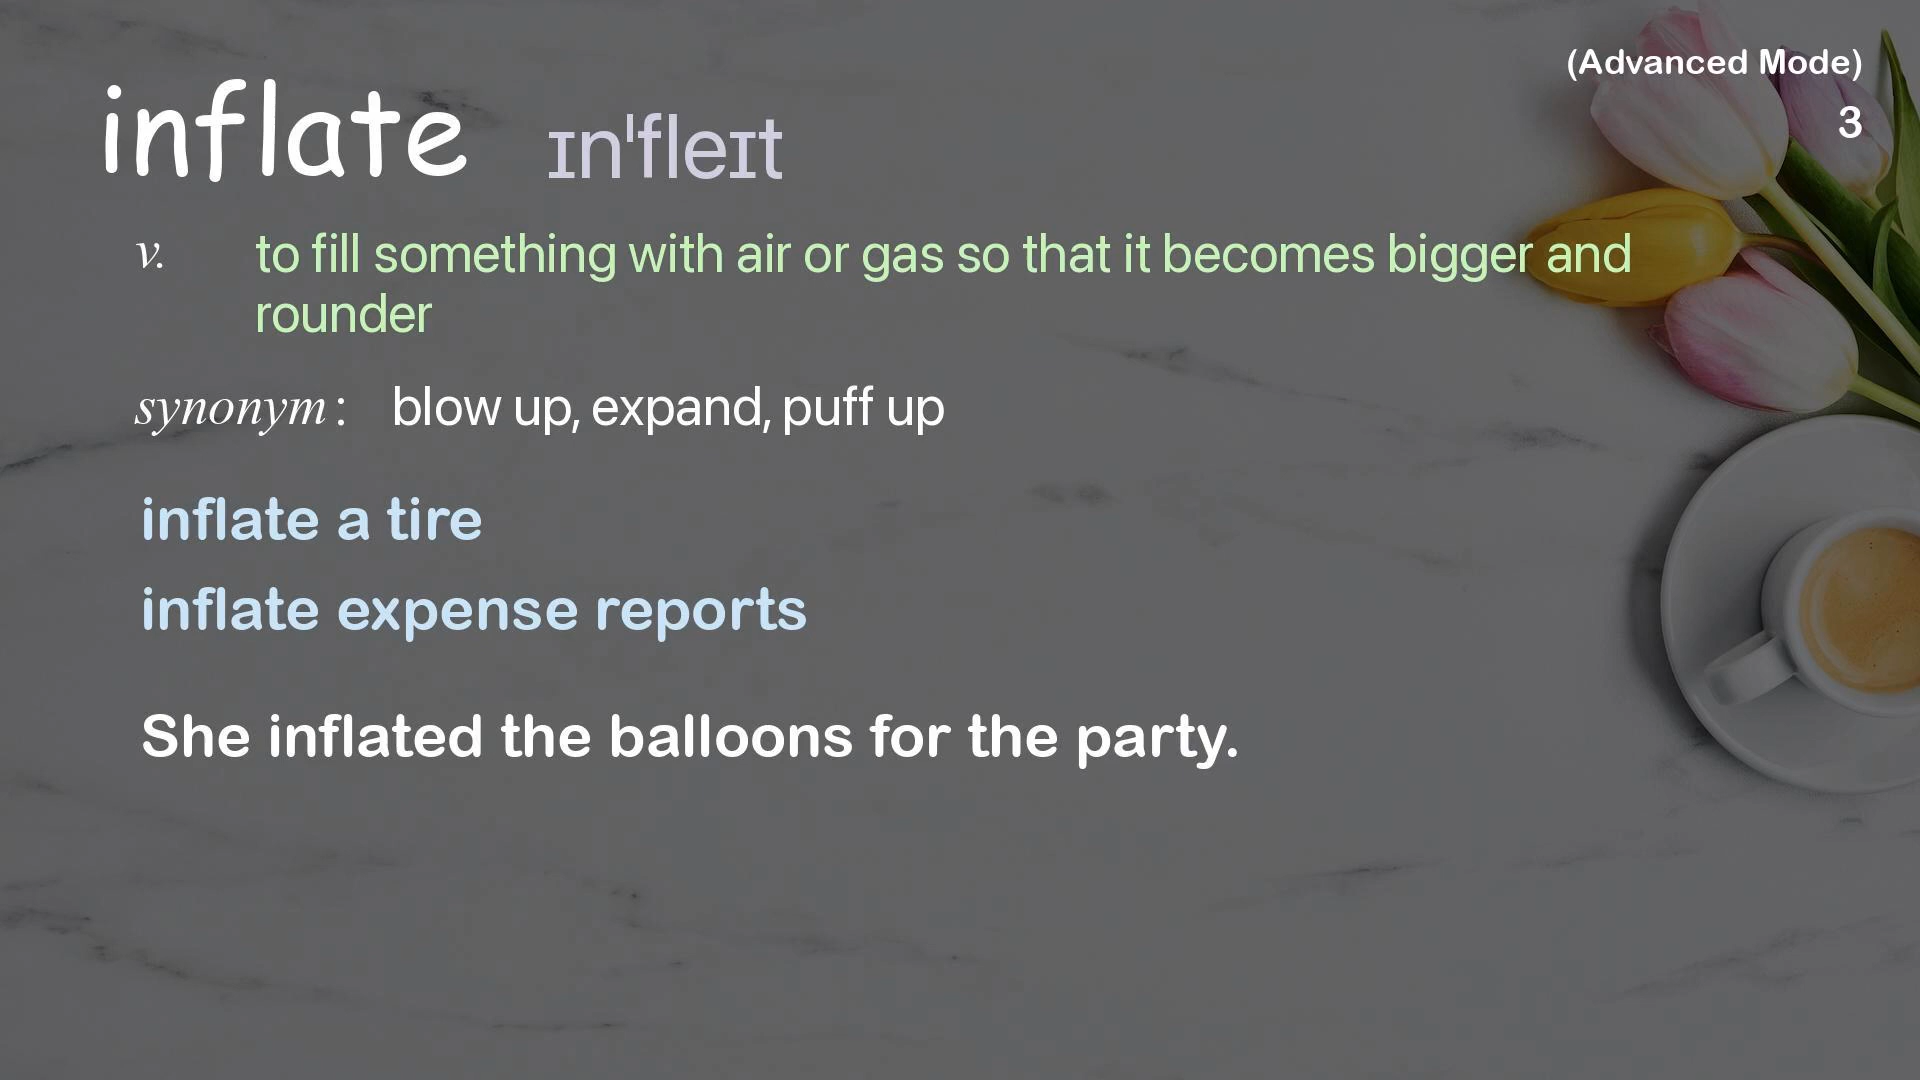 (Advanced Mode)
3
inflate ɪnˈfleɪt
v. to fill something with air or gas so that it becomes bigger and
rounder
synonym: blow up, expand, puff up
inflate a tire
inflate expense reports
She inflated the balloons for the party.